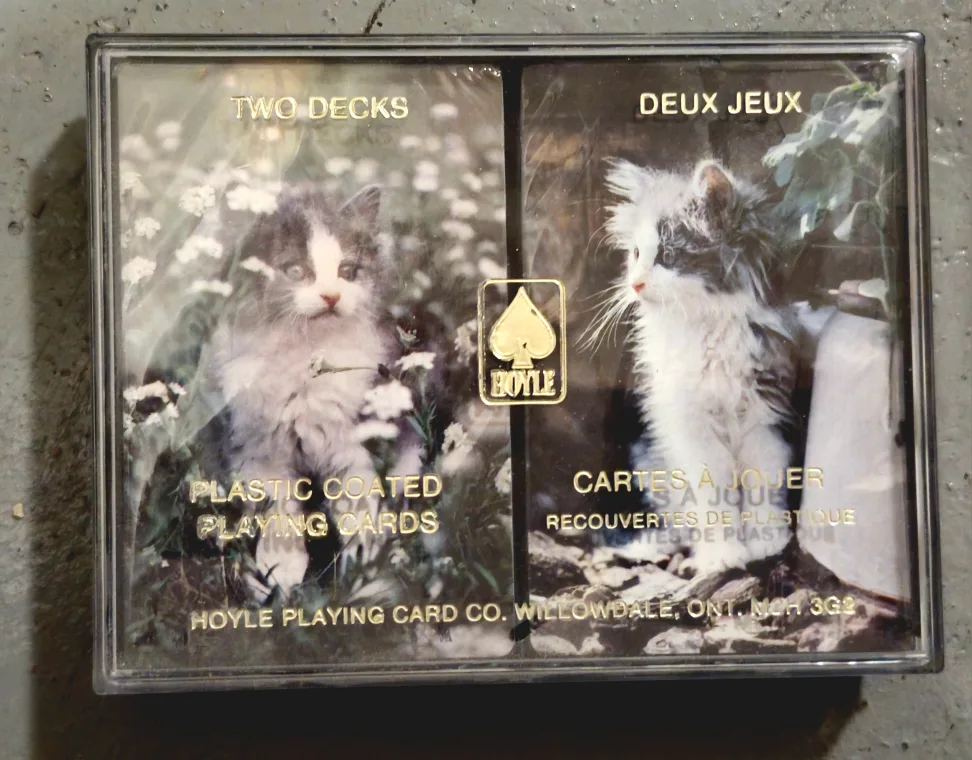 TWO DECKS
DEUX JEUX
HOYLE
PLASTIC COATED
PLAYING CARDS
CARTES À JOUER
RECOUVERTES DE PLASTIQUE
HOYLE PLAYING CARD CO. WILLOWDALE, ONT. M2H 3G2